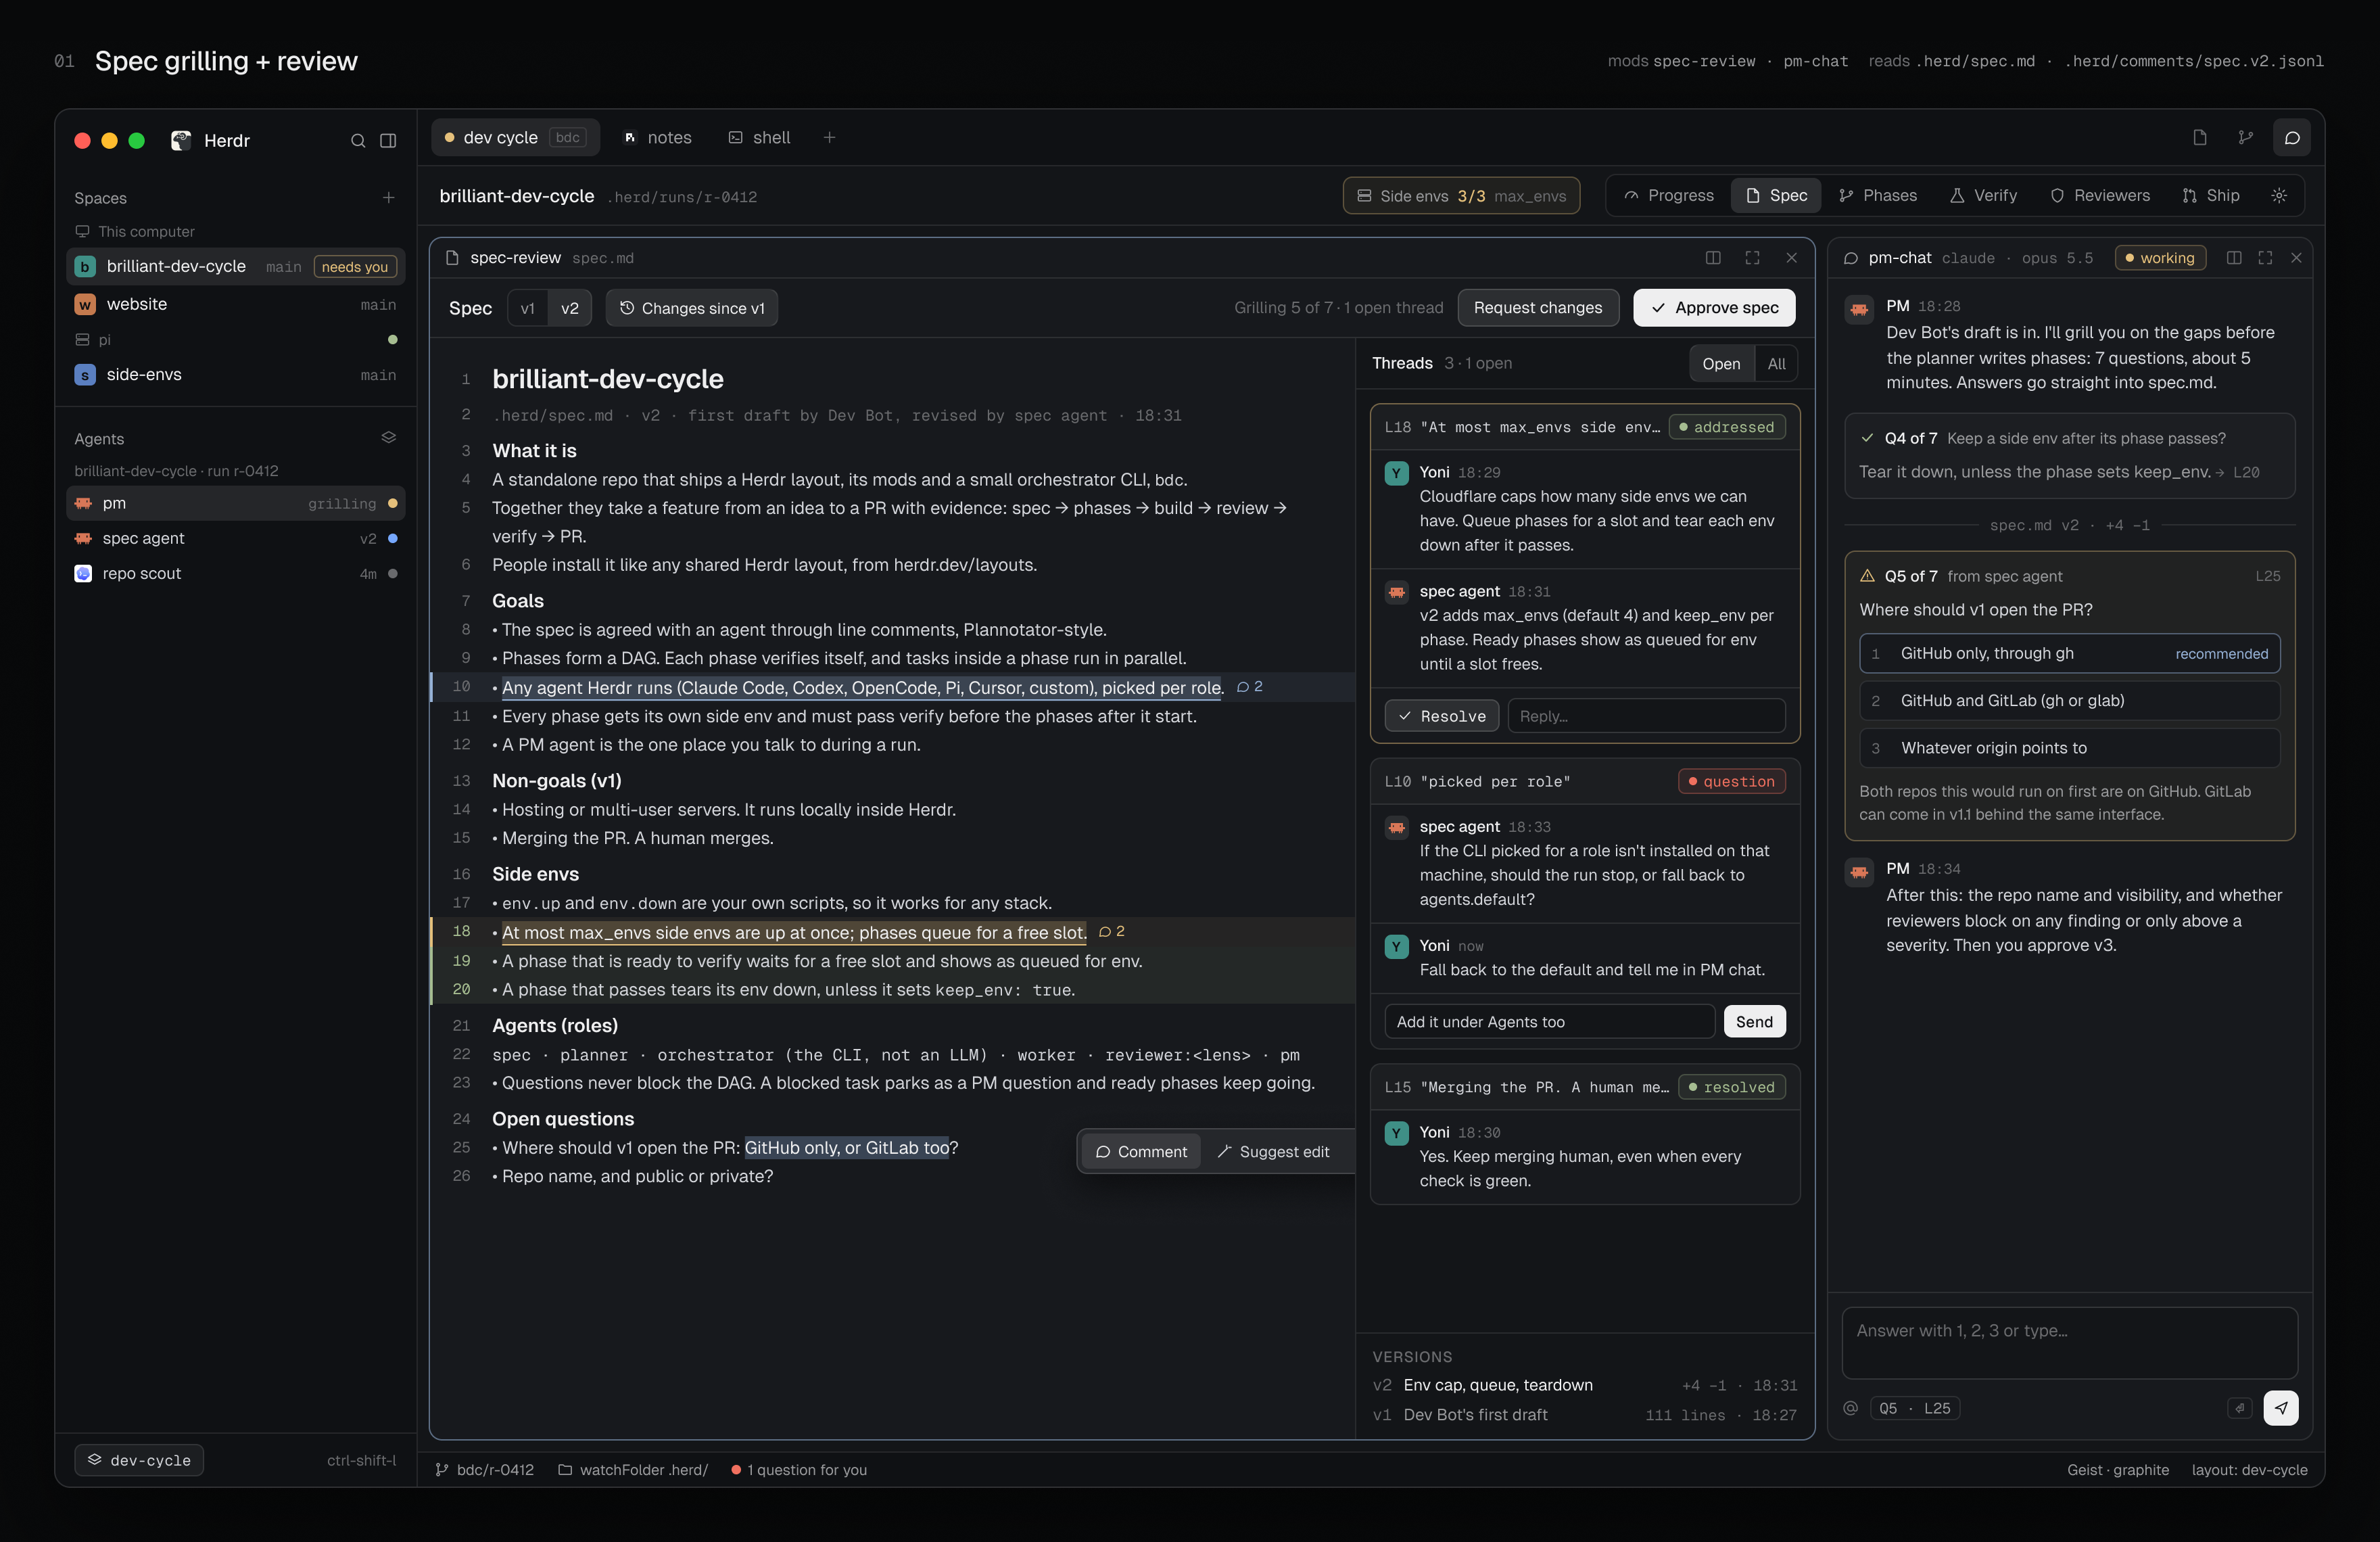 01 Spec grilling + review
mods spec-review · pm-chat reads .herd/spec.md · .herd/comments/spec.v2.jsonl
Herdr
Spaces
This computer
b brilliant-dev-cycle main needs you
w website main
pi
s side-envs main
Agents
brilliant-dev-cycle · run r-0412
pm grilling
spec agent v2
repo scout 4m
dev-cycle ctrl-shift-l
dev cycle bdc notes shell
brilliant-dev-cycle .herd/runs/r-0412
Side envs 3/3 max_envs
Progress Spec Phases Verify Reviewers Ship
spec-review spec.md
Spec v1 v2 Changes since v1
Grilling 5 of 7 · 1 open thread Request changes Approve spec
1 brilliant-dev-cycle
2 .herd/spec.md · v2 · first draft by Dev Bot, revised by spec agent · 18:31
3 What it is
4 A standalone repo that ships a Herdr layout, its mods and a small orchestrator CLI, bdc.
5 Together they take a feature from an idea to a PR with evidence: spec → phases → build → review →
verify → PR.
6 People install it like any shared Herdr layout, from herdr.dev/layouts.
7 Goals
8 • The spec is agreed with an agent through line comments, Plannotator-style.
9 • Phases form a DAG. Each phase verifies itself, and tasks inside a phase run in parallel.
10 • Any agent Herdr runs (Claude Code, Codex, OpenCode, Pi, Cursor, custom), picked per role. 2
11 • Every phase gets its own side env and must pass verify before the phases after it start.
12 • A PM agent is the one place you talk to during a run.
13 Non-goals (v1)
14 • Hosting or multi-user servers. It runs locally inside Herdr.
15 • Merging the PR. A human merges.
16 Side envs
17 • env.up and env.down are your own scripts, so it works for any stack.
18 • At most max_envs side envs are up at once; phases queue for a free slot. 2
19 • A phase that is ready to verify waits for a free slot and shows as queued for env.
20 • A phase that passes tears its env down, unless it sets keep_env: true.
21 Agents (roles)
22 spec · planner · orchestrator (the CLI, not an LLM) · worker · reviewer:<lens> · pm
23 • Questions never block the DAG. A blocked task parks as a PM question and ready phases keep going.
24 Open questions
25 • Where should v1 open the PR: GitHub only, or GitLab too?
26 • Repo name, and public or private?
Comment Suggest edit
Threads 3 · 1 open Open All
L18 "At most max_envs side env… addressed
Y Yoni 18:29
Cloudflare caps how many side envs we can
have. Queue phases for a slot and tear each env
down after it passes.
spec agent 18:31
v2 adds max_envs (default 4) and keep_env per
phase. Ready phases show as queued for env
until a slot frees.
Resolve Reply…
L10 "picked per role" question
spec agent 18:33
If the CLI picked for a role isn't installed on that
machine, should the run stop, or fall back to
agents.default?
Y Yoni now
Fall back to the default and tell me in PM chat.
Add it under Agents too Send
L15 "Merging the PR. A human me… resolved
Y Yoni 18:30
Yes. Keep merging human, even when every
check is green.
VERSIONS
v2 Env cap, queue, teardown +4 −1 · 18:31
v1 Dev Bot's first draft 111 lines · 18:27
pm-chat claude · opus 5.5 working
PM 18:28
Dev Bot's draft is in. I'll grill you on the gaps before
the planner writes phases: 7 questions, about 5
minutes. Answers go straight into spec.md.
Q4 of 7 Keep a side env after its phase passes?
Tear it down, unless the phase sets keep_env. → L20
spec.md v2 · +4 −1
Q5 of 7 from spec agent L25
Where should v1 open the PR?
1 GitHub only, through gh recommended
2 GitHub and GitLab (gh or glab)
3 Whatever origin points to
Both repos this would run on first are on GitHub. GitLab
can come in v1.1 behind the same interface.
PM 18:34
After this: the repo name and visibility, and whether
reviewers block on any finding or only above a
severity. Then you approve v3.
Answer with 1, 2, 3 or type…
@ Q5 · L25
bdc/r-0412 watchFolder .herd/ 1 question for you
Geist · graphite layout: dev-cycle